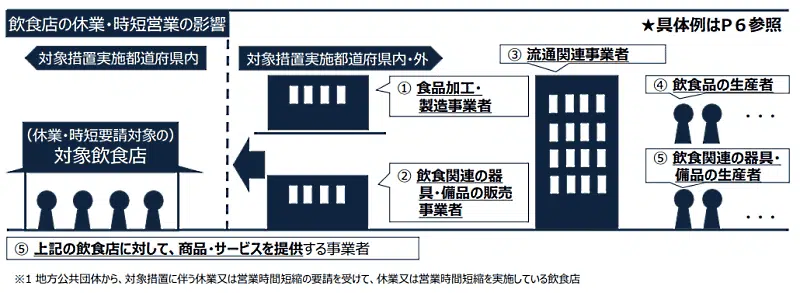 飲食店の休業・時短営業の影響
★具体例はP６参照
対象措置実施都道府県内
対象措置実施都道府県内・外
③ 流通関連事業者
① 食品加工・
製造事業者
④ 飲食品の生産者
・・・
（休業・時短要請対象の）
対象飲食店
② 飲食関連の器
具・備品の販売
事業者
⑤ 飲食関連の器具・
備品の生産者
・・・
⑤ 上記の飲食店に対して、商品・サービスを提供する事業者
※1 地方公共団体から、対象措置に伴う休業又は営業時間短縮の要請を受けて、休業又は営業時間短縮を実施している飲食店